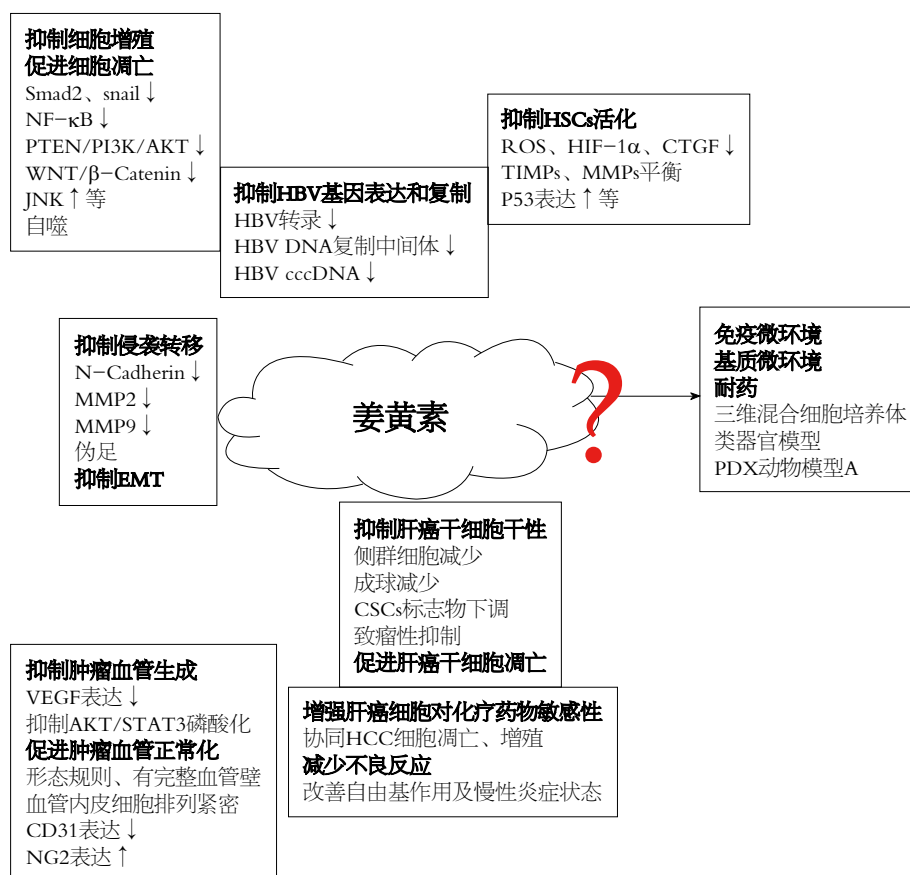 抑制细胞增殖
促进细胞凋亡
Smad2、snail↓
NF-κB↓
PTEN/PI3K/AKT↓
WNT/β-Catenin↓
JNK↑等
自噬
抑制HBV基因表达和复制
HBV转录↓
HBV DNA复制中间体↓
HBV cccDNA↓
抑制HSCs活化
ROS、HIF-1α、CTGF↓
TIMPs、MMPs平衡
P53表达↑等
抑制侵袭转移
N-Cadherin↓
MMP2↓
MMP9↓
伪足
抑制EMT
姜黄素
?
免疫微环境
基质微环境
耐药
三维混合细胞培养体
类器官模型
PDX动物模型A
抑制肝癌干细胞干性
侧群细胞减少
成球减少
CSCs标志物下调
致瘤性抑制
促进肝癌干细胞凋亡
抑制肿瘤血管生成
VEGF表达↓
抑制AKT/STAT3磷酸化
促进肿瘤血管正常化
形态规则、有完整血管壁
血管内皮细胞排列紧密
CD31表达↓
NG2表达↑
增强肝癌细胞对化疗药物敏感性
协同HCC细胞凋亡、增殖
减少不良反应
改善自由基作用及慢性炎症状态